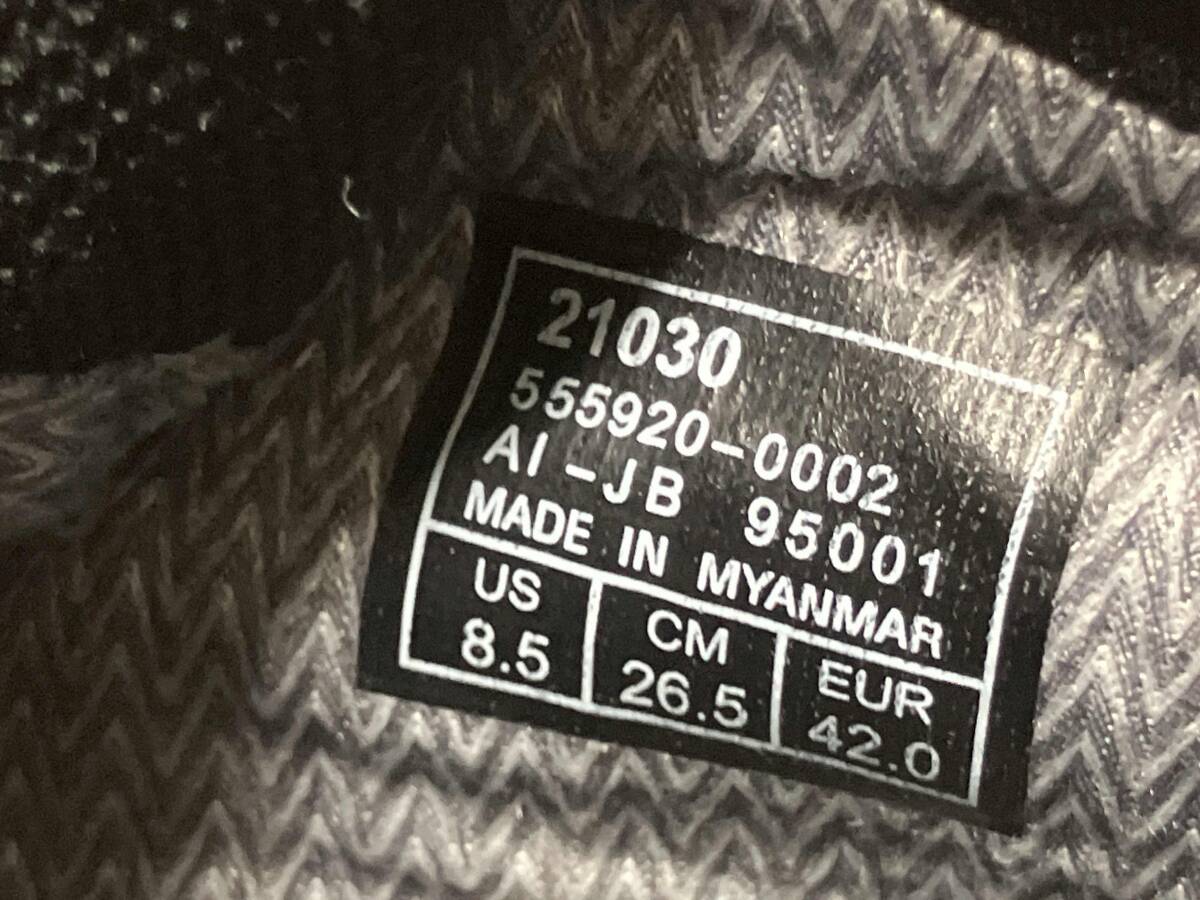 21030
555920-0002
AI-JB 95001
MADE IN MYANMAR
US CM EUR
8.5 26.5 42.0